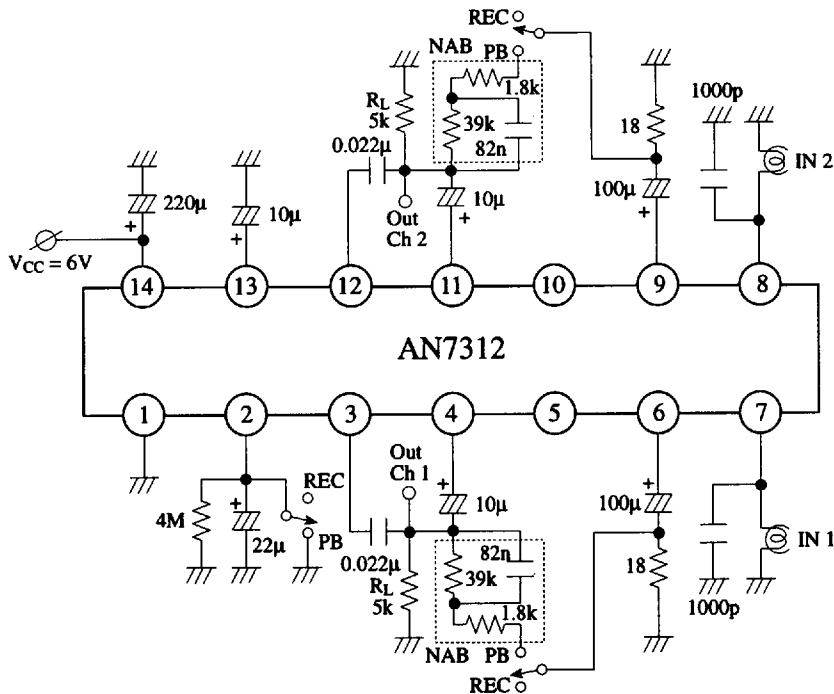 REC
NAB
PB
1.8k
RL
5k
39k
82n
0.022μ
18
1000p
IN 2
220μ
10μ
10μ
100μ
Out
Ch 2
VCC = 6V
14
13
12
11
10
9
8
AN7312
1
2
3
4
5
6
7
Out
Ch 1
REC
4M
22μ
PB
0.022μ
10μ
100μ
82n
39k
RL
5k
1.8k
18
IN 1
1000p
NAB
PB
REC